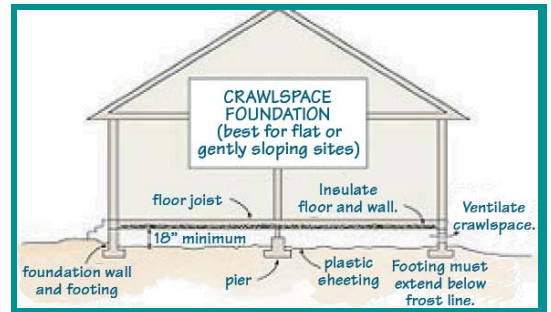 CRAWLSPACE
FOUNDATION
(best for flat or
gently sloping sites)
floor joist
Insulate
floor and wall.
Ventilate
crawlspace.
18" minimum
foundation wall
and footing
pier
plastic
sheeting
Footing must
extend below
frost line.